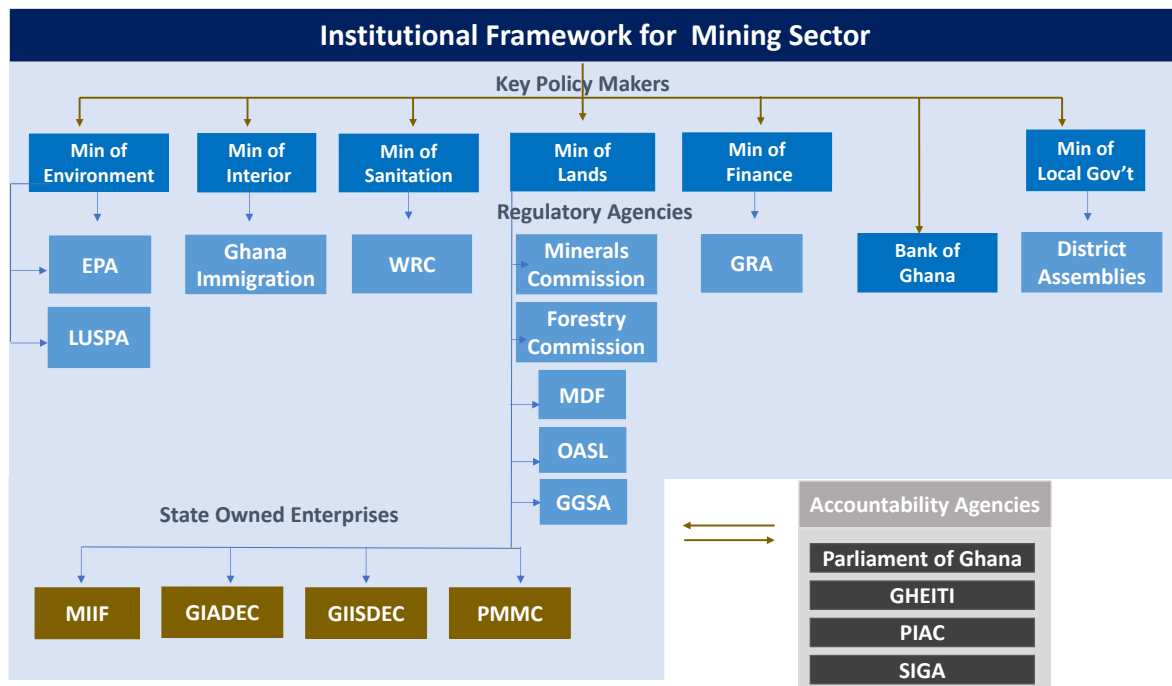 Institutional Framework for Mining Sector
Key Policy Makers
Min of
Environment
Min of
Interior
Min of
Sanitation
Min of
Lands
Min of
Finance
Min of
Local Gov't
Regulatory Agencies
EPA
Ghana
Immigration
WRC
Minerals
Commission
GRA
Bank of
Ghana
District
Assemblies
LUSPA
Forestry
Commission
MDF
OASL
GGSA
State Owned Enterprises
MIIF
GIADEC
GIISDEC
PMMC
Accountability Agencies
Parliament of Ghana
GHEITI
PIAC
SIGA